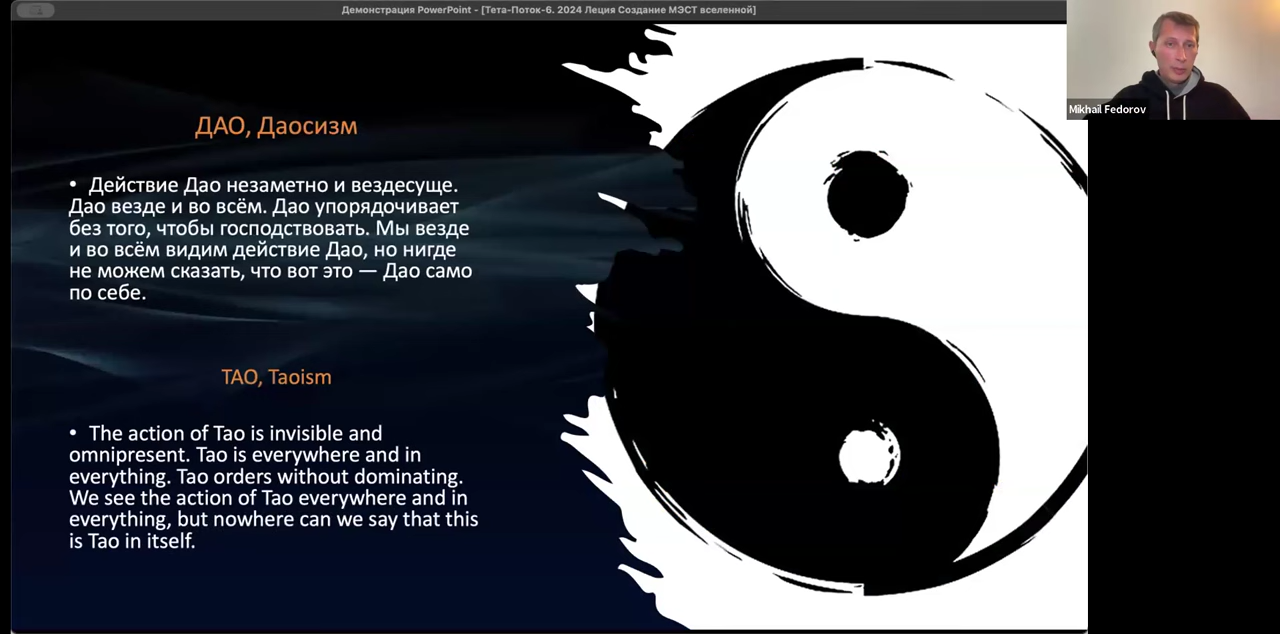 Демонстрация PowerPoint - [Тета-Поток-6. 2024 Леция Создание МЭСТ вселенной]
Mikhail Fedorov
ДАО, Даосизм
• Действие Дао незаметно и вездесуще.
Дао везде и во всём. Дао упорядочивает
без того, чтобы господствовать. Мы везде
и во всём видим действие Дао, но нигде
не можем сказать, что вот это — Дао само
по себе.
TAO, Taoism
• The action of Tao is invisible and
omnipresent. Tao is everywhere and in
everything. Tao orders without dominating.
We see the action of Tao everywhere and in
everything, but nowhere can we say that this
is Tao in itself.